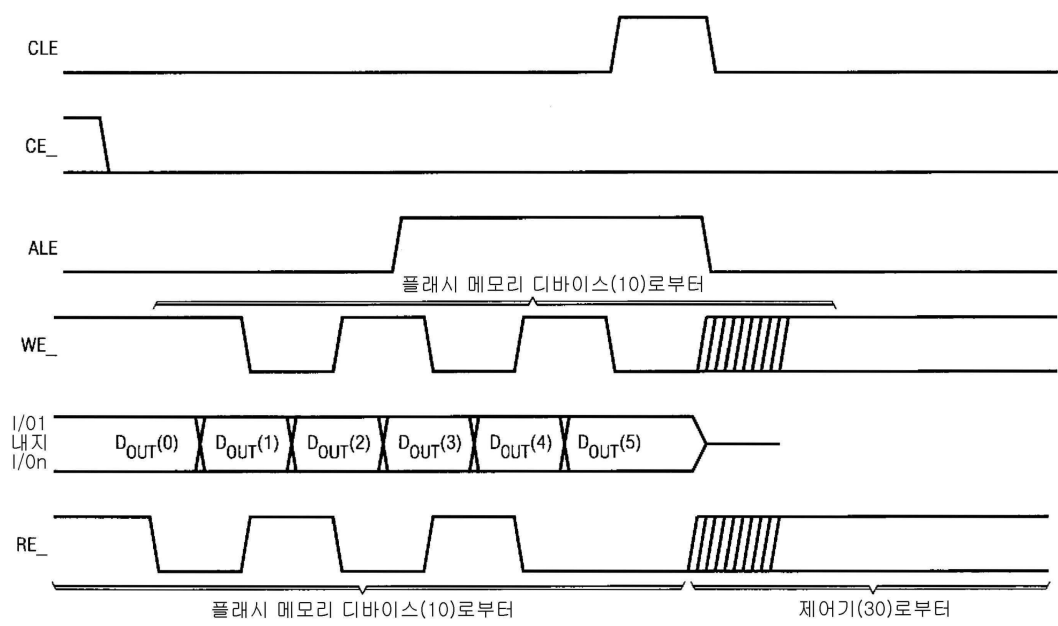 CLE
CE_
ALE
플래시 메모리 디바이스(10)로부터
WE_
I/O1
내지
I/On
DOUT(0) DOUT(1) DOUT(2) DOUT(3) DOUT(4) DOUT(5)
RE_
플래시 메모리 디바이스(10)로부터 제어기(30)로부터